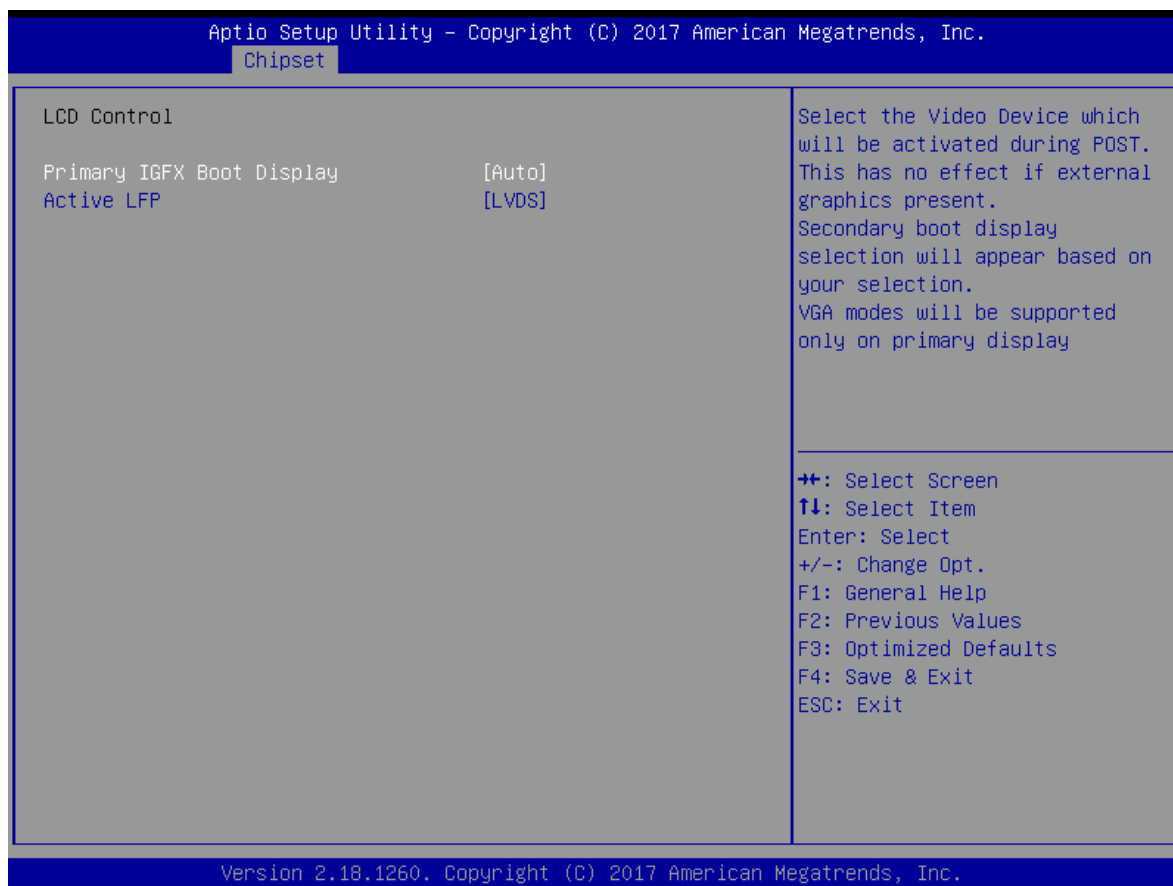 Aptio Setup Utility – Copyright (C) 2017 American Megatrends, Inc.
Chipset
LCD Control
Primary IGFX Boot Display [Auto]
Active LFP [LVDS]
Select the Video Device which
will be activated during POST.
This has no effect if external
graphics present.
Secondary boot display
selection will appear based on
your selection.
VGA modes will be supported
only on primary display
→←: Select Screen
↑↓: Select Item
Enter: Select
+/-: Change Opt.
F1: General Help
F2: Previous Values
F3: Optimized Defaults
F4: Save & Exit
ESC: Exit
Version 2.18.1260. Copyright (C) 2017 American Megatrends, Inc.